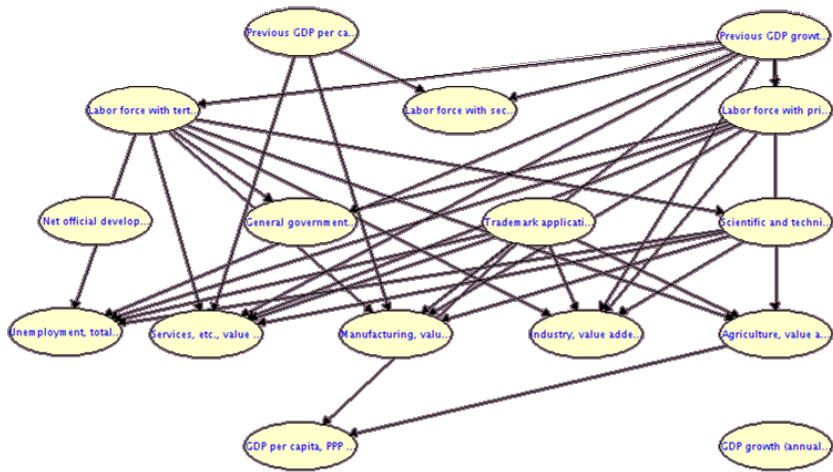 Previous GDP per ca...
Previous GDP growt...
Labor force with tert...
Labor force with sec...
Labor force with pri...
Net official develop...
General government...
Trademark applicati...
Scientific and techni...
Unemployment, total...
Services, etc., value ...
Manufacturing, valu...
Industry, value adde...
Agriculture, value a...
GDP per capita, PPP ...
GDP growth (annual...